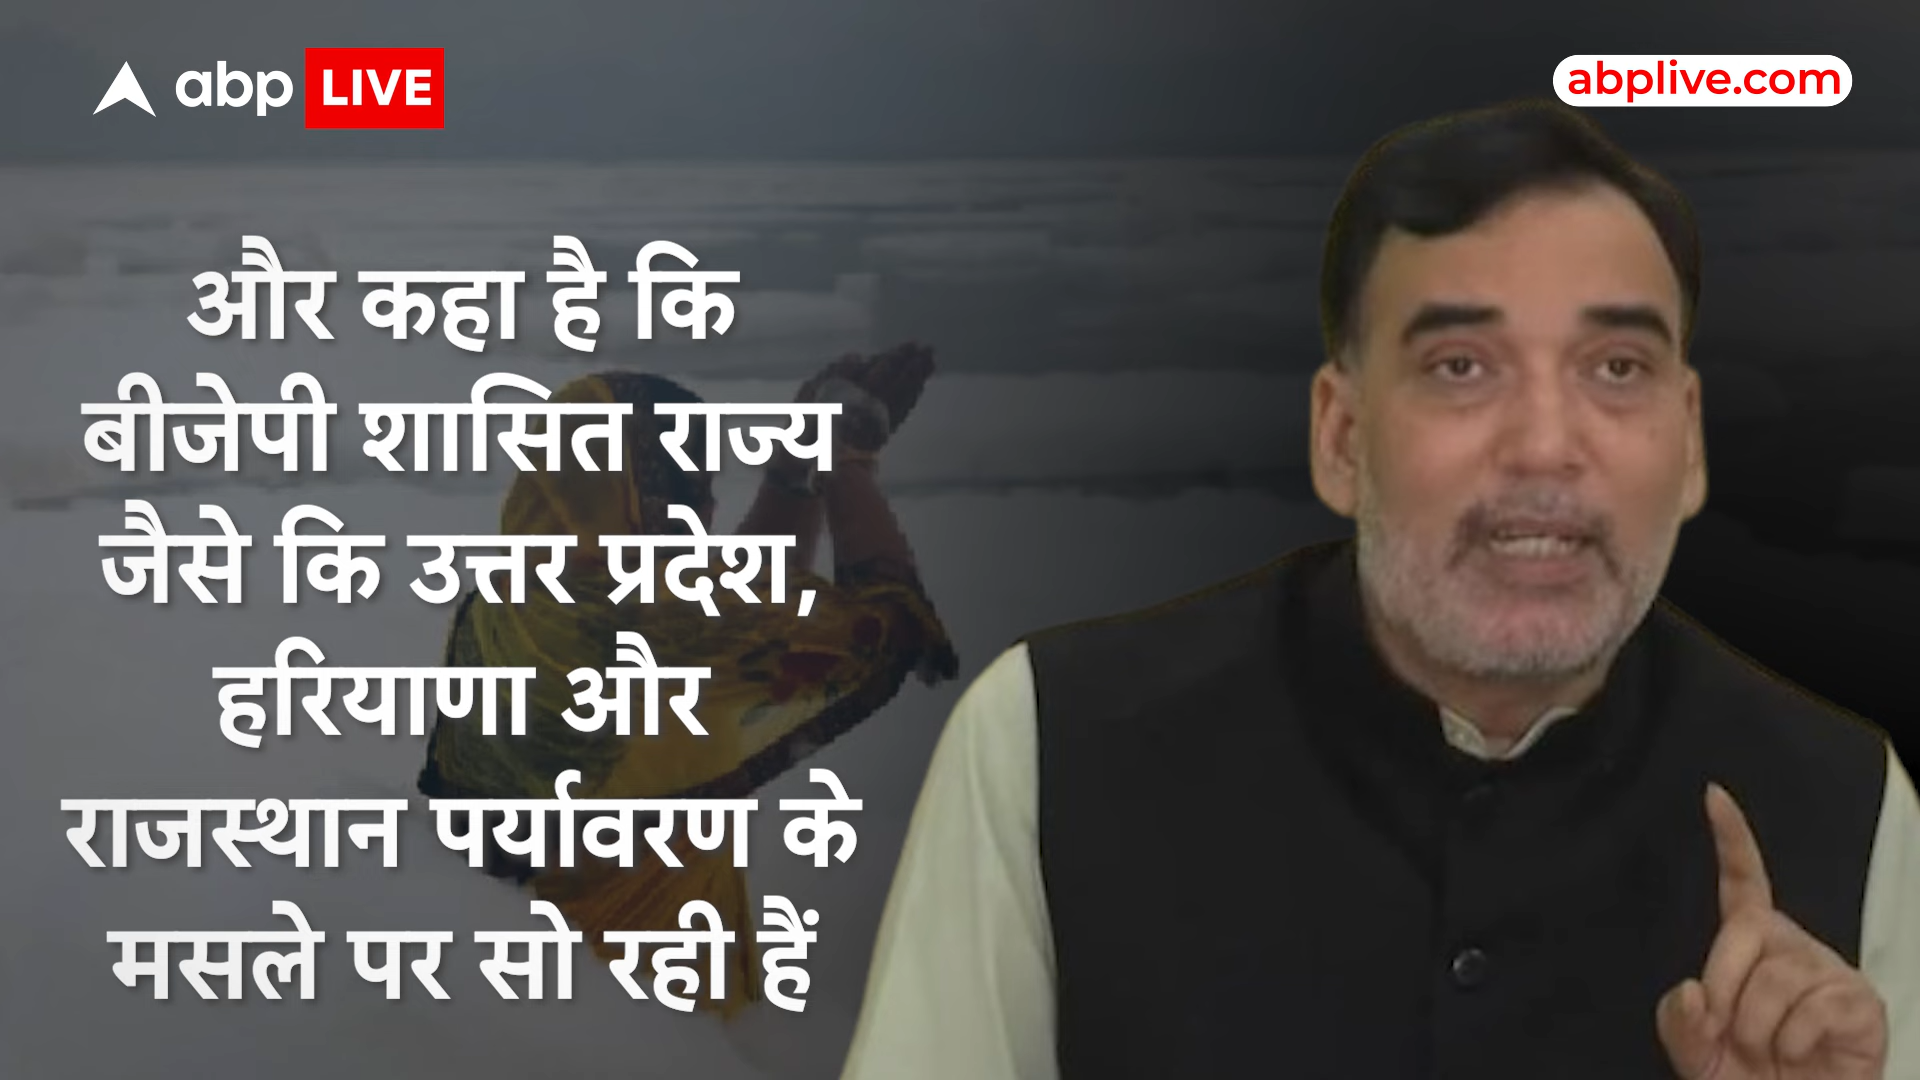 abp LIVE
abplive.com
और कहा है कि
बीजेपी शासित राज्य
जैसे कि उत्तर प्रदेश,
हरियाणा और
राजस्थान पर्यावरण के
मसले पर सो रही हैं